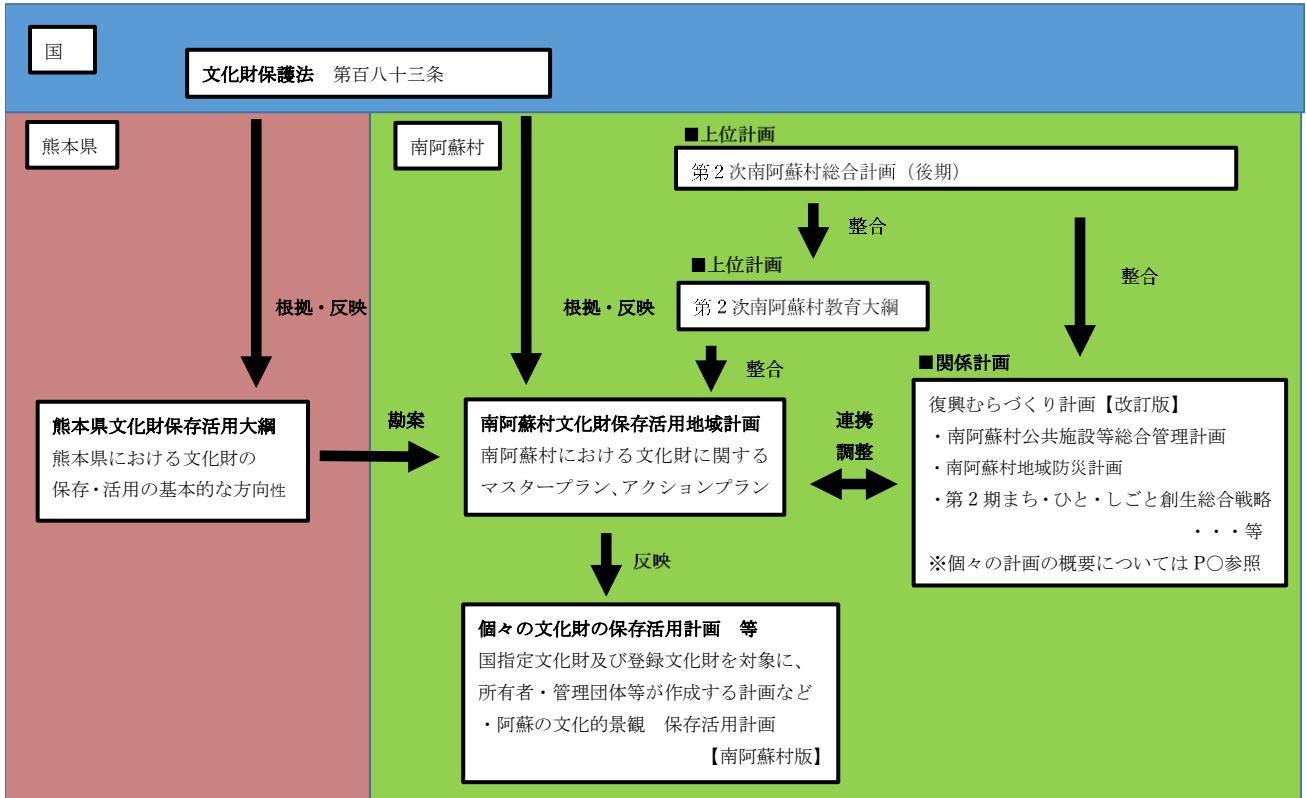 国
文化財保護法　第百八十三条
熊本県
南阿蘇村
■上位計画
第２次南阿蘇村総合計画（後期）
整合
整合
■上位計画
第２次南阿蘇村教育大綱
根拠・反映
根拠・反映
整合
■関係計画
復興むらづくり計画【改訂版】
・南阿蘇村公共施設等総合管理計画
・南阿蘇村地域防災計画
・第２期まち・ひと・しごと創生総合戦略
・・・等
※個々の計画の概要については P○参照
熊本県文化財保存活用大綱
熊本県における文化財の
保存・活用の基本的な方向性
勘案
南阿蘇村文化財保存活用地域計画
南阿蘇村における文化財に関する
マスタープラン、アクションプラン
連携
調整
反映
個々の文化財の保存活用計画　等
国指定文化財及び登録文化財を対象に、
所有者・管理団体等が作成する計画など
・阿蘇の文化的景観　保存活用計画
【南阿蘇村版】